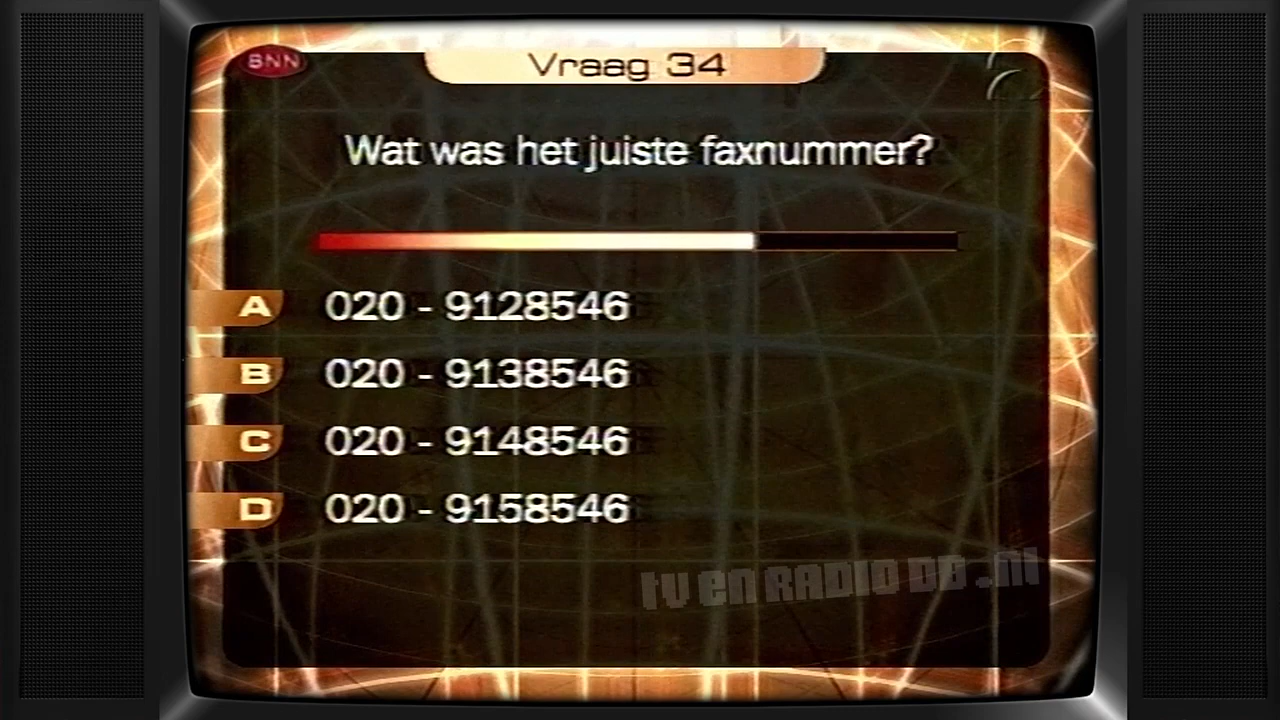 BNN
Vraag 34
Wat was het juiste faxnummer?
A 020 - 9128546
B 020 - 9138546
C 020 - 9148546
D 020 - 9158546
TV en RADIO DB .nl